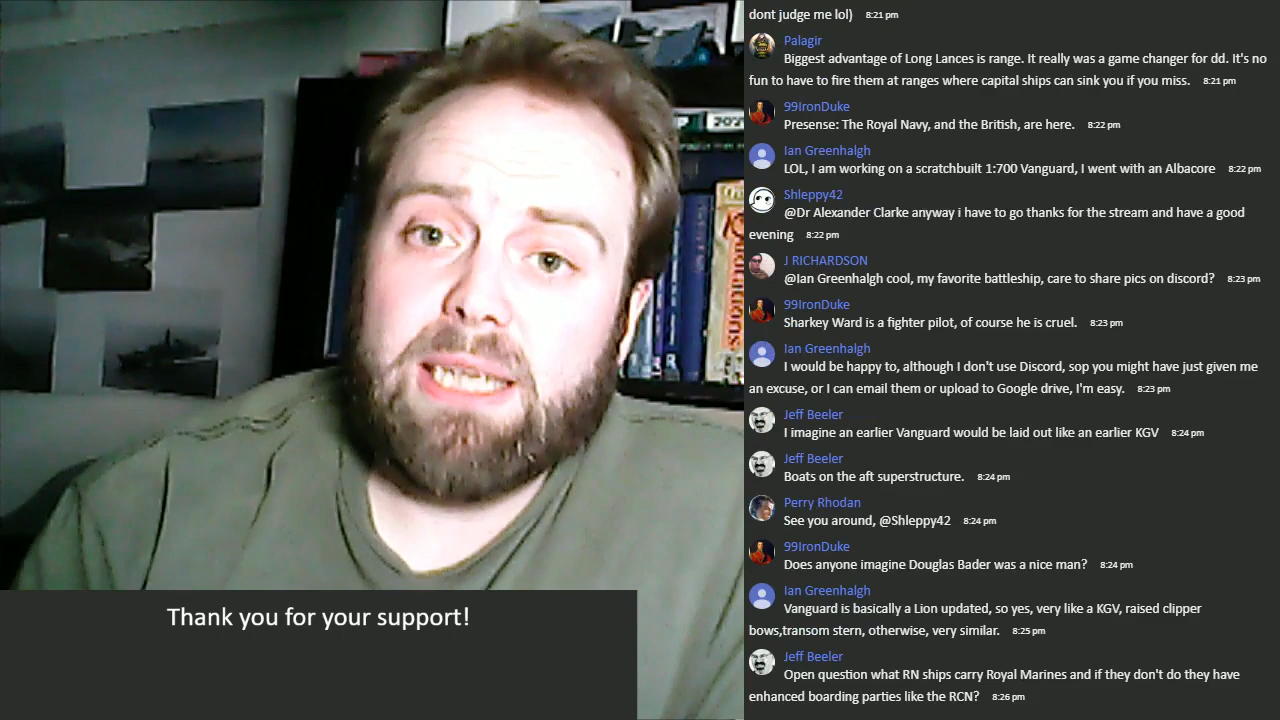 dont judge me lol) 8:21 pm
Palagir
Biggest advantage of Long Lances is range. It really was a game changer for dd. It's no
fun to have to fire them at ranges where capital ships can sink you if you miss. 8:21 pm
99IronDuke
Presense: The Royal Navy, and the British, are here. 8:22 pm
Ian Greenhalgh
LOL, I am working on a scratchbuilt 1:700 Vanguard, I went with an Albacore 8:22 pm
Shleppy42
@Dr Alexander Clarke anyway i have to go thanks for the stream and have a good
evening 8:22 pm
J RICHARDSON
@Ian Greenhalgh cool, my favorite battleship, care to share pics on discord? 8:23 pm
99IronDuke
Sharkey Ward is a fighter pilot, of course he is cruel. 8:23 pm
Ian Greenhalgh
I would be happy to, although I don't use Discord, sop you might have just given me
an excuse, or I can email them or upload to Google drive, I'm easy. 8:23 pm
Jeff Beeler
I imagine an earlier Vanguard would be laid out like an earlier KGV 8:24 pm
Jeff Beeler
Boats on the aft superstructure. 8:24 pm
Perry Rhodan
See you around, @Shleppy42 8:24 pm
99IronDuke
Does anyone imagine Douglas Bader was a nice man? 8:24 pm
Ian Greenhalgh
Vanguard is basically a Lion updated, so yes, very like a KGV, raised clipper
bows,transom stern, otherwise, very similar. 8:25 pm
Jeff Beeler
Open question what RN ships carry Royal Marines and if they don't do they have
enhanced boarding parties like the RCN? 8:26 pm
Thank you for your support!